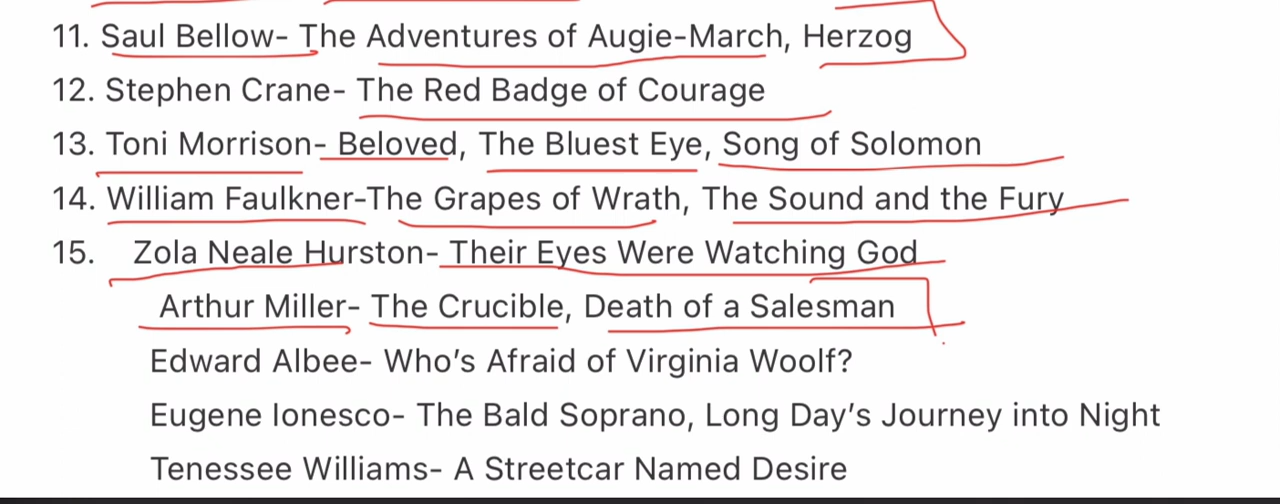 11. Saul Bellow- The Adventures of Augie-March, Herzog
12. Stephen Crane- The Red Badge of Courage
13. Toni Morrison- Beloved, The Bluest Eye, Song of Solomon
14. William Faulkner-The Grapes of Wrath, The Sound and the Fury
15. Zola Neale Hurston- Their Eyes Were Watching God
Arthur Miller- The Crucible, Death of a Salesman
Edward Albee- Who's Afraid of Virginia Woolf?
Eugene Ionesco- The Bald Soprano, Long Day's Journey into Night
Tenessee Williams- A Streetcar Named Desire